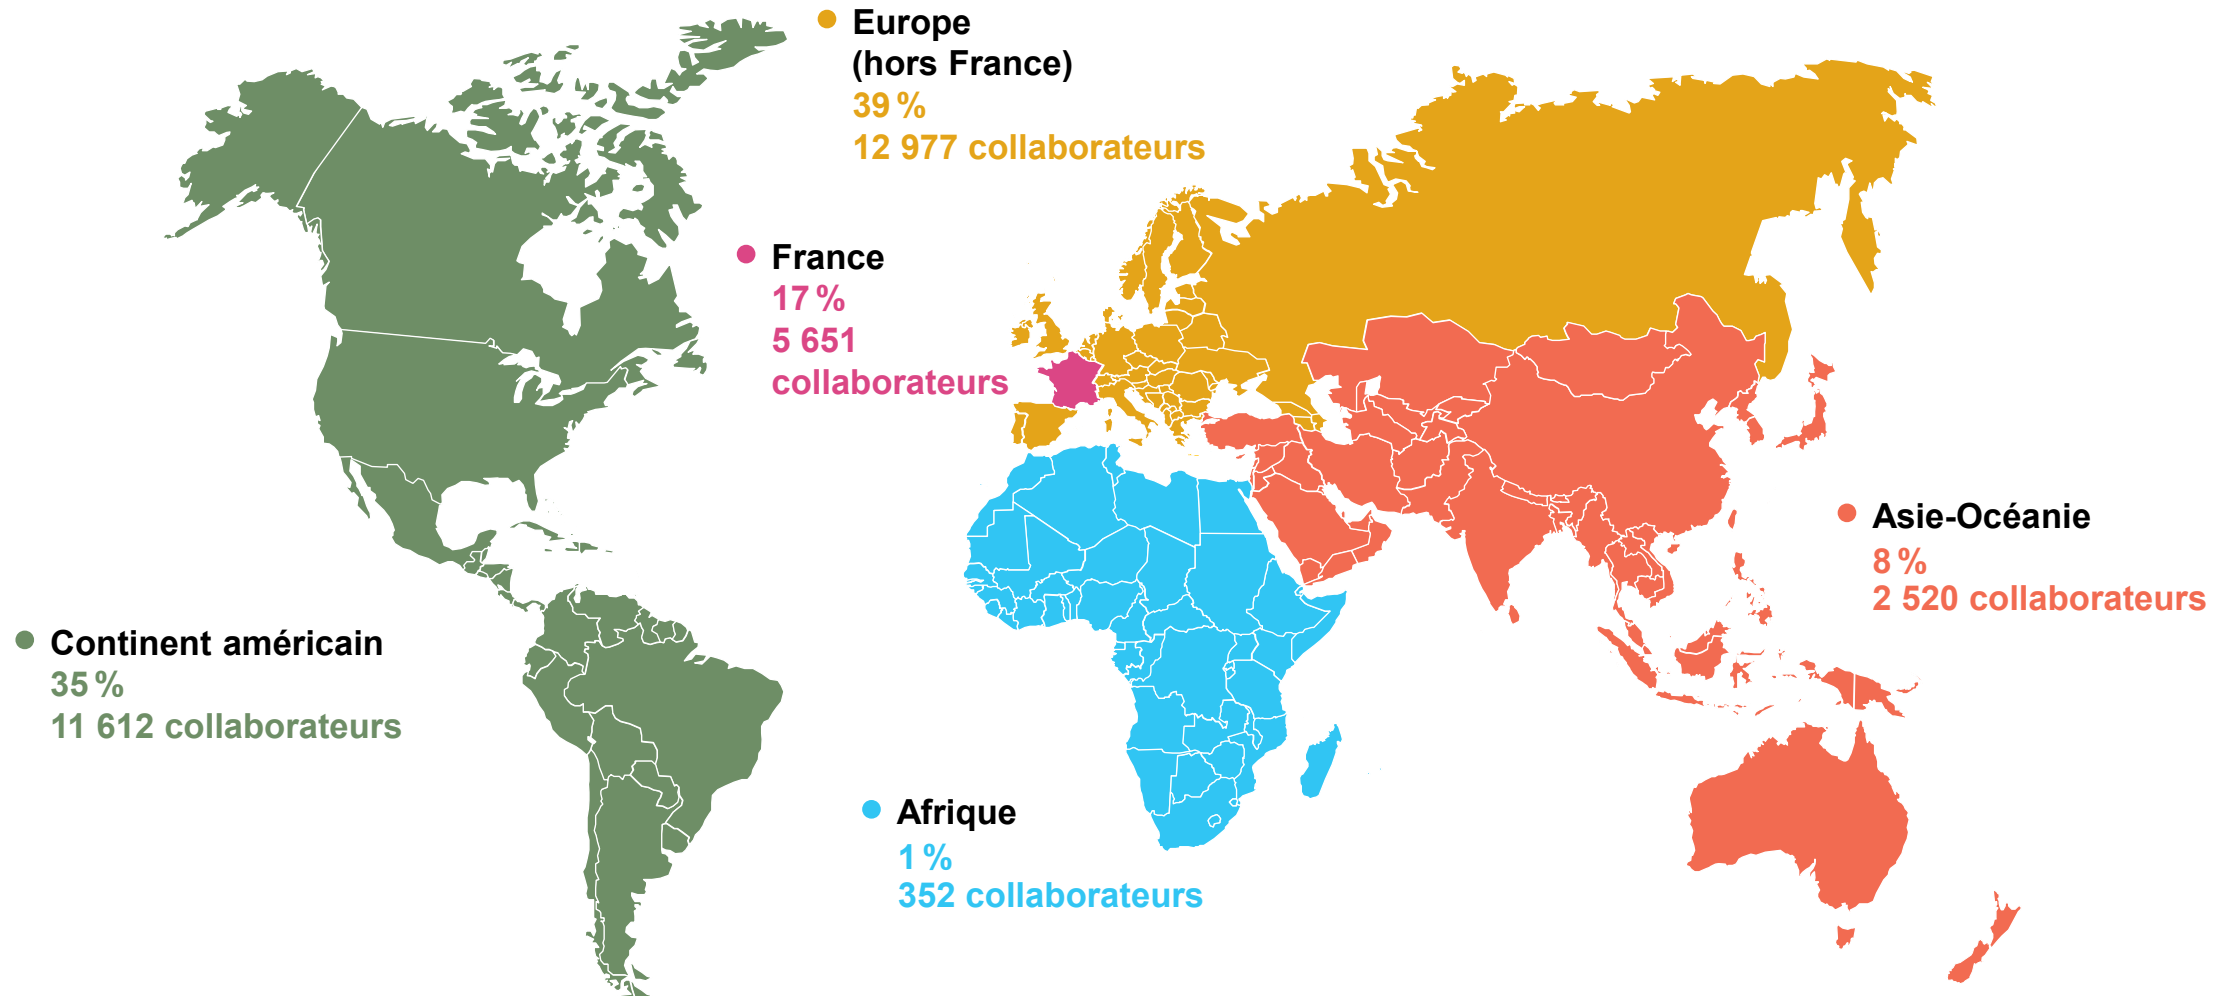 Europe
(hors France)
39 %
12 977 collaborateurs
France
17 %
5 651
collaborateurs
Asie-Océanie
8 %
2 520 collaborateurs
Continent américain
35 %
11 612 collaborateurs
Afrique
1 %
352 collaborateurs